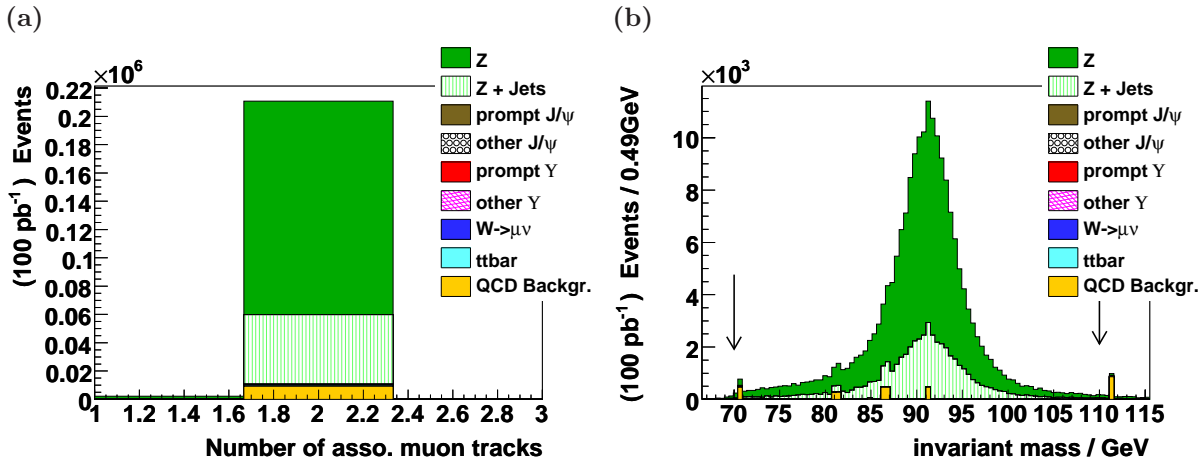 (a)
(b)
×10⁶
(100 pb⁻¹) Events
0.22
0.2
0.18
0.16
0.14
0.12
0.1
0.08
0.06
0.04
0.02
0
1 1.2 1.4 1.6 1.8 2 2.2 2.4 2.6 2.8 3
Number of asso. muon tracks
Z
Z + Jets
prompt J/ψ
other J/ψ
prompt ϒ
other ϒ
W->μν
ttbar
QCD Backgr.
×10³
(100 pb⁻¹) Events / 0.49GeV
10
8
6
4
2
0
70 75 80 85 90 95 100 105 110 115
invariant mass / GeV
Z
Z + Jets
prompt J/ψ
other J/ψ
prompt ϒ
other ϒ
W->μν
ttbar
QCD Backgr.